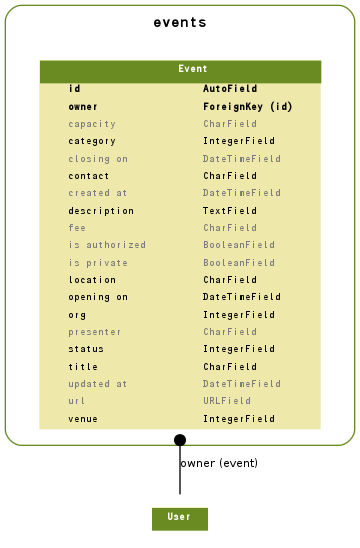 events
Event
id AutoField
owner ForeignKey (id)
capacity CharField
category IntegerField
closing on DateTimeField
contact CharField
created at DateTimeField
description TextField
fee CharField
is authorized BooleanField
is private BooleanField
location CharField
opening on DateTimeField
org IntegerField
presenter CharField
status IntegerField
title CharField
updated at DateTimeField
url URLField
venue IntegerField
owner (event)
User